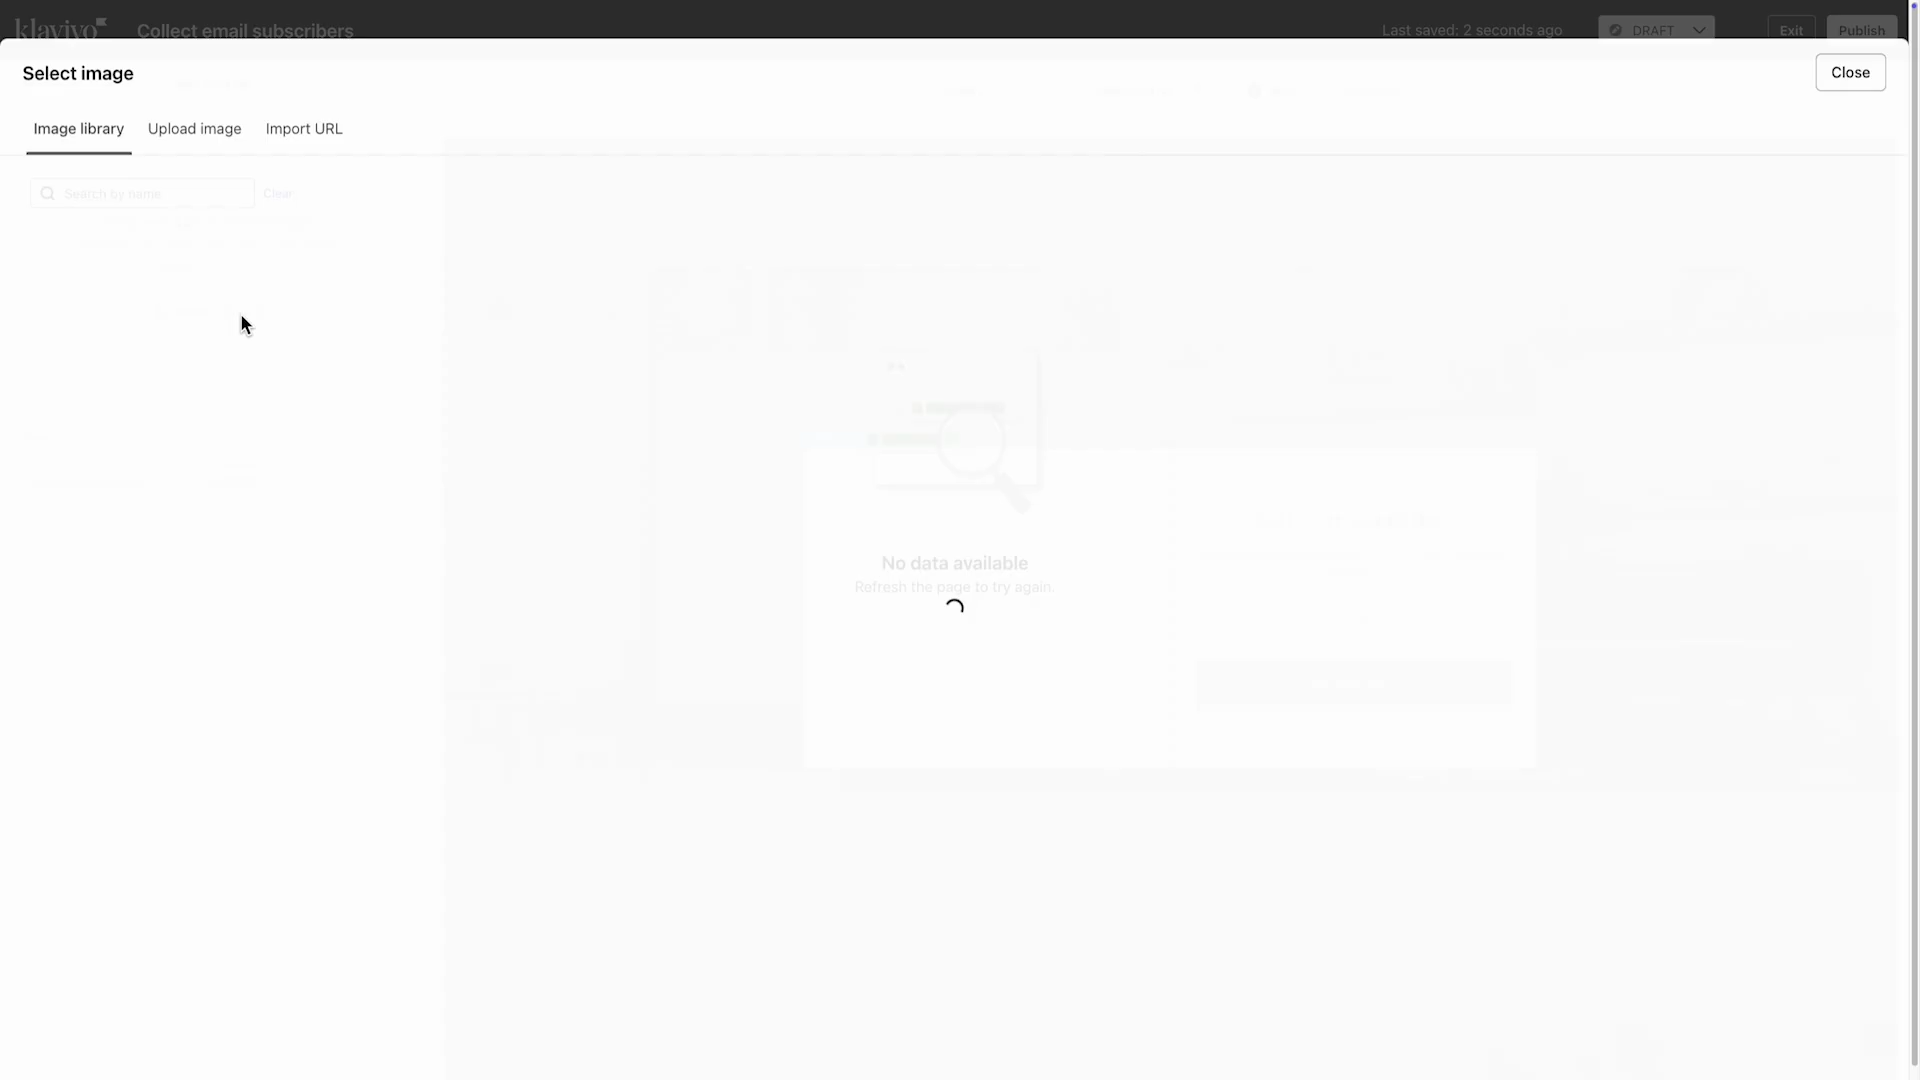 klaviyo
Collect email subscribers
Last saved: 2 seconds ago
DRAFT
Exit
Publish
Select image
Close
Image library
Upload image
Import URL
Search by name
Clear
No data available
Refresh the page to try again.